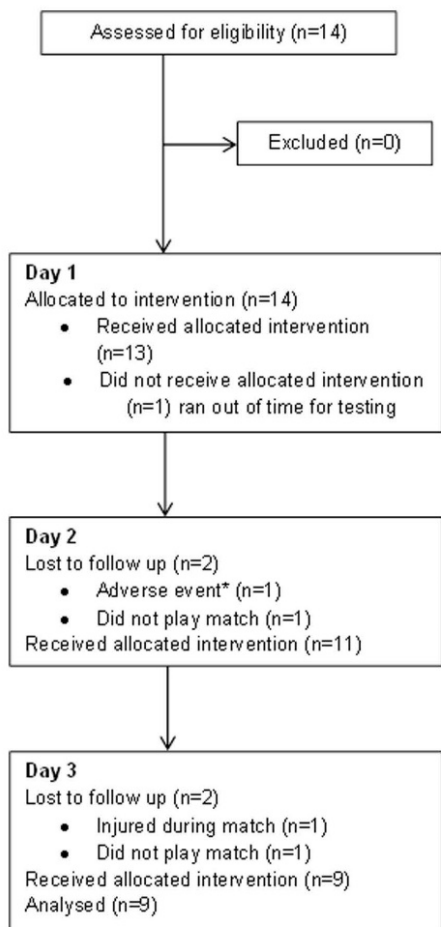 Assessed for eligibility (n=14)
Excluded (n=0)
Day 1
Allocated to intervention (n=14)
• Received allocated intervention
(n=13)
• Did not receive allocated intervention
(n=1) ran out of time for testing
Day 2
Lost to follow up (n=2)
• Adverse event* (n=1)
• Did not play match (n=1)
Received allocated intervention (n=11)
Day 3
Lost to follow up (n=2)
• Injured during match (n=1)
• Did not play match (n=1)
Received allocated intervention (n=9)
Analysed (n=9)